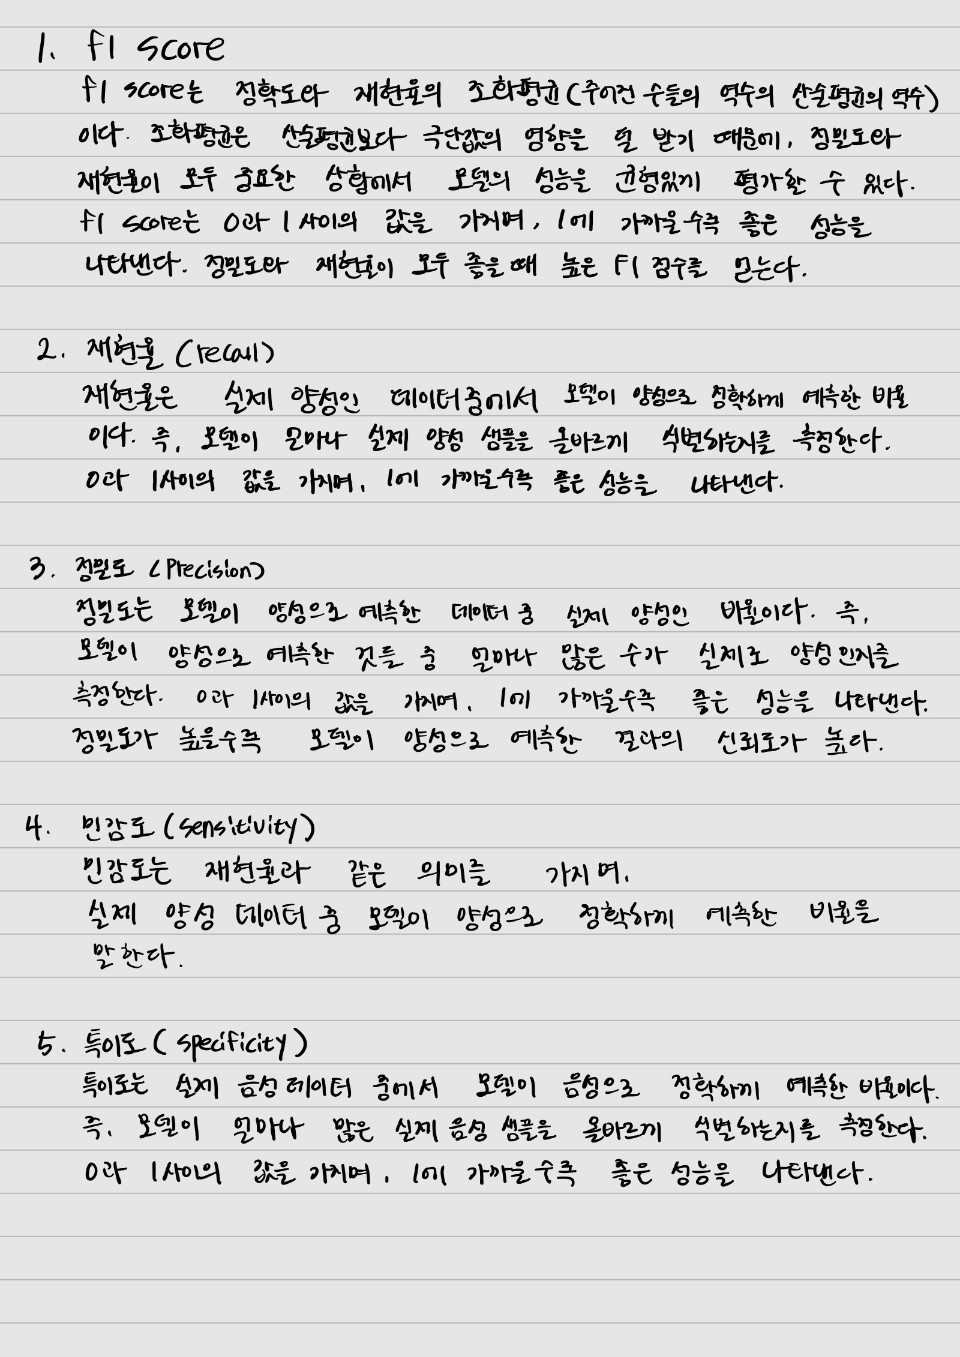 1. f1 score
f1 score는 정확도와 재현율의 조화평균(주어진 수들의 역수의 산술평균의 역수)
이다. 조화평균은 산술평균보다 극단값의 영향을 덜 받기 때문에, 정밀도와
재현율이 모두 중요한 상황에서 모델의 성능을 균형있게 평가할 수 있다.
f1 score는 0과 1 사이의 값을 가지며, 1에 가까울수록 좋은 성능을
나타낸다. 정밀도와 재현율이 모두 좋을 때 높은 F1 점수를 얻는다.
2. 재현율 (recall)
재현율은 실제 양성인 데이터중에서 모델이 양성으로 정확하게 예측한 비율
이다. 즉, 모델이 얼마나 실제 양성 샘플을 올바르게 식별하는지를 측정한다.
0과 1사이의 값을 가지며, 1에 가까울수록 좋은 성능을 나타낸다.
3. 정밀도 (Precision)
정밀도는 모델이 양성으로 예측한 데이터 중 실제 양성인 비율이다. 즉,
모델이 양성으로 예측한 것들 중 얼마나 많은 수가 실제로 양성인지를
측정한다. 0과 1사이의 값을 가지며, 1에 가까울수록 좋은 성능을 나타낸다.
정밀도가 높을수록 모델이 양성으로 예측한 결과의 신뢰도가 높다.
4. 민감도 (sensitivity)
민감도는 재현율과 같은 의미를 가지며,
실제 양성 데이터 중 모델이 양성으로 정확하게 예측한 비율을
말한다.
5. 특이도 (specificity)
특이도는 실제 음성 데이터 중에서 모델이 음성으로 정확하게 예측한 비율이다.
즉, 모델이 얼마나 많은 실제 음성 샘플을 올바르게 식별하는지를 측정한다.
0과 1사이의 값을 가지며, 1에 가까울수록 좋은 성능을 나타낸다.